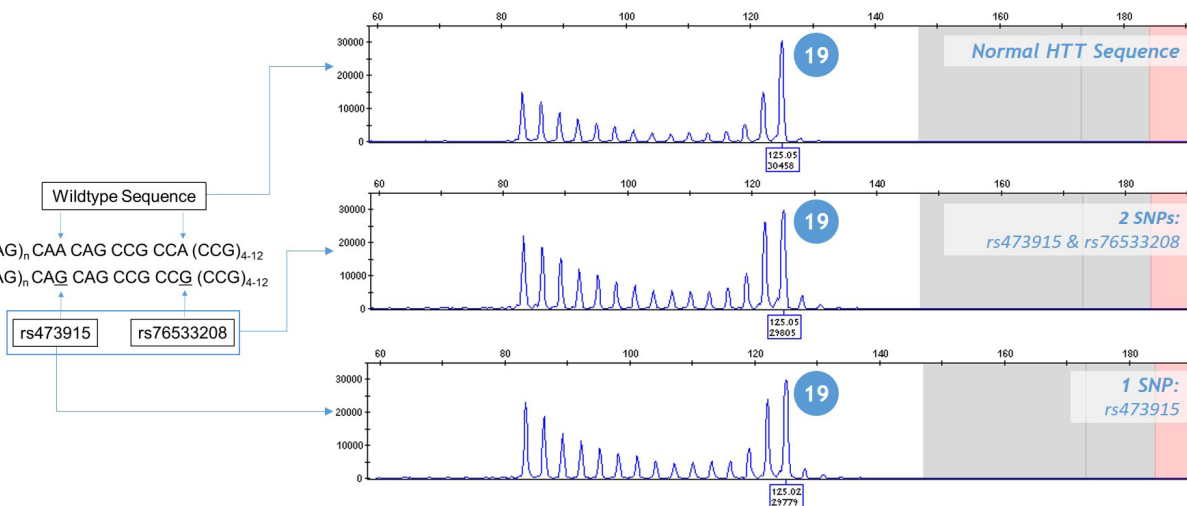 60 80 100 120 140 160 180
30000
20000
10000
0
19
Normal HTT Sequence
125.05
30458
60 80 100 120 140 160 180
30000
20000
10000
0
19
2 SNPs:
rs473915 & rs76533208
125.05
29805
60 80 100 120 140 160 180
30000
20000
10000
0
19
1 SNP:
rs473915
125.02
29779
Wildtype Sequence
AG)n CAA CAG CCG CCA (CCG)4-12
AG)n CAG CAG CCG CCG (CCG)4-12
rs473915 rs76533208